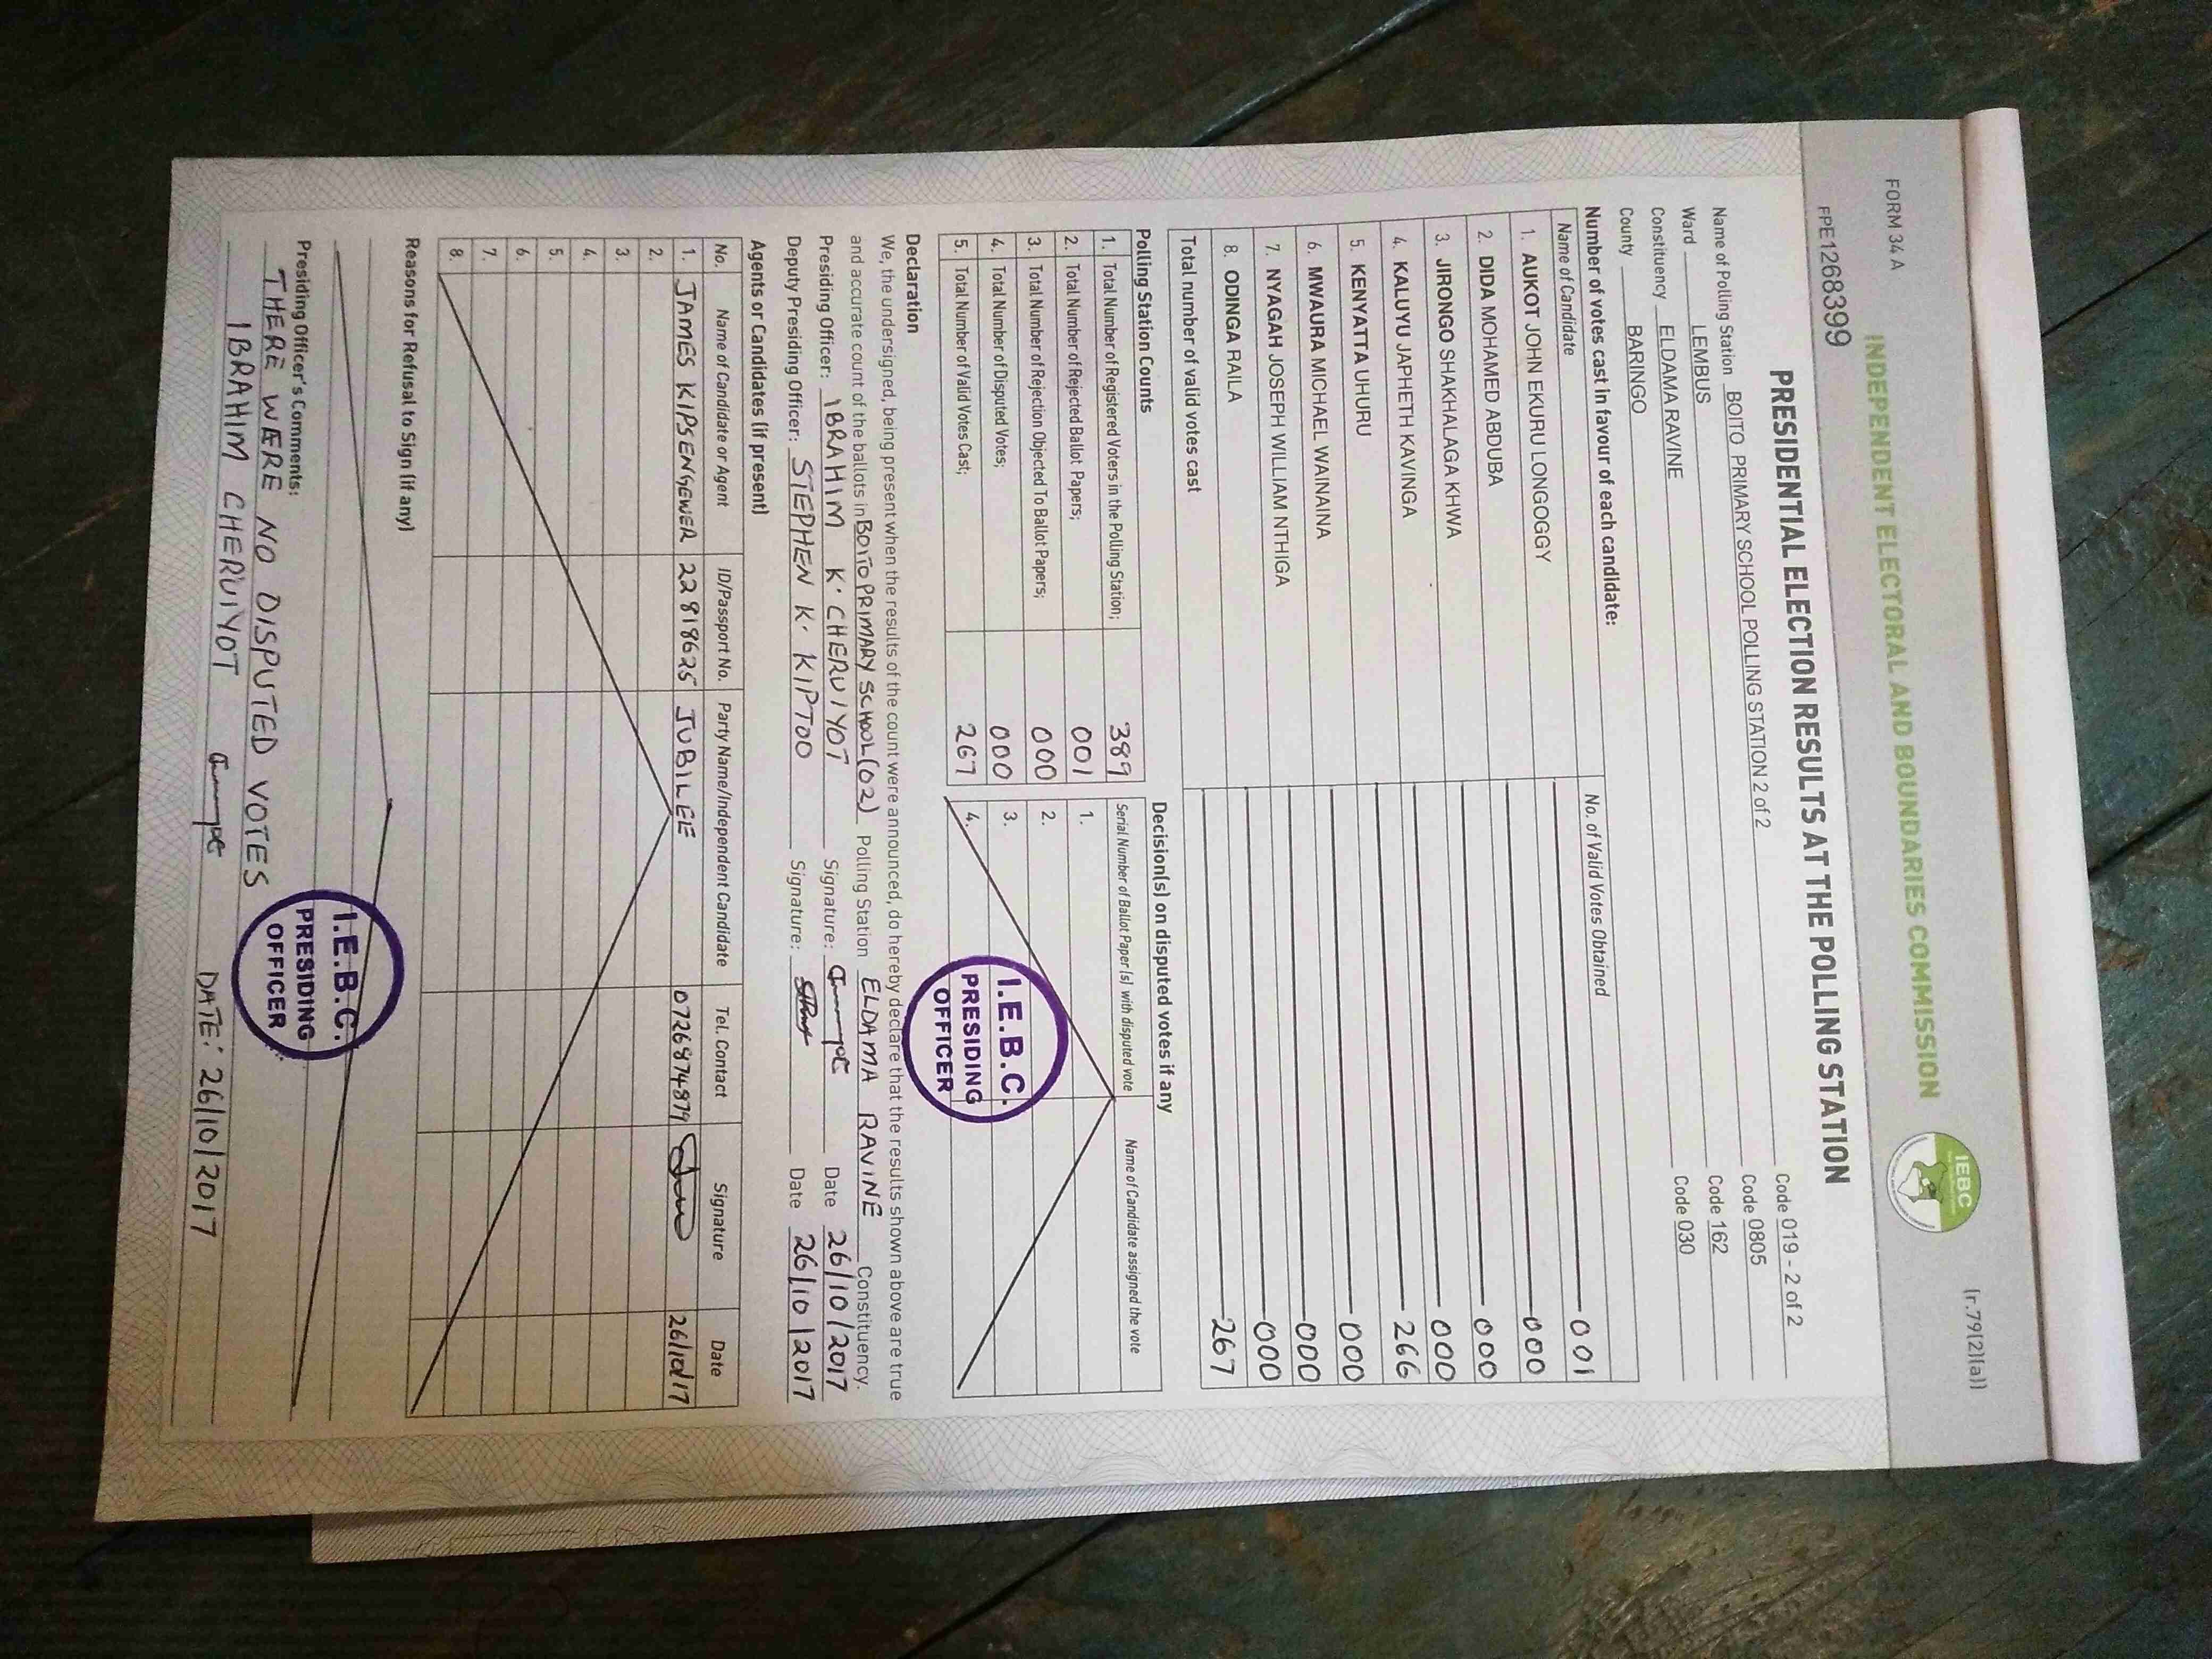 FORM 34 A
(r.79(2)(a))
INDEPENDENT ELECTORAL AND BOUNDARIES COMMISSION
IEBC
FPE1268399
PRESIDENTIAL ELECTION RESULTS AT THE POLLING STATION
Name of Polling Station BOITO PRIMARY SCHOOL POLLING STATION 2 of 2 Code 019 - 2 of 2
Ward LEMBUS Code 0805
Constituency ELDAMA RAVINE Code 162
County BARINGO Code 030
Number of votes cast in favour of each candidate:
Name of Candidate No. of Valid Votes Obtained
1. AUKOT JOHN EKURU LONGOGGY 001
2. DIDA MOHAMED ABDUBA 000
3. JIRONGO SHAKHALAGA KHWA 000
4. KALUYU JAPHETH KAVINGA 000
5. KENYATTA UHURU 266
6. MWAURA MICHAEL WAINAINA 000
7. NYAGAH JOSEPH WILLIAM NTHIGA 000
8. ODINGA RAILA 000
Total number of valid votes cast 267
Polling Station Counts
1. Total Number of Registered Voters in the Polling Station; 389
2. Total Number of Rejected Ballot Papers; 001
3. Total Number of Rejection Objected To Ballot Papers; 000
4. Total Number of Disputed Votes; 000
5. Total Number of Valid Votes Cast; 267
Decision(s) on disputed votes if any
Serial Number of Ballot Paper (s) with disputed vote Name of Candidate assigned the vote
1.
2.
3.
4.
I.E.B.C.
PRESIDING
OFFICER
Declaration
We, the undersigned, being present when the results of the count were announced, do hereby declare that the results shown above are true
and accurate count of the ballots in BOITO PRIMARY SCHOOL (02) Polling Station ELDAMA RAVINE Constituency.
Presiding Officer: IBRAHIM K. CHERUIYOT Signature: Date 26/10/2017
Deputy Presiding Officer: STEPHEN K. KIPTOO Signature: Date 26/10/2017
Agents or Candidates (if present)
No. Name of Candidate or Agent ID/Passport No. Party Name/Independent Candidate Tel. Contact Signature Date
1. JAMES KIPSENGEWER 22818625 JUBILEE 0726974879 26/10/17
2.
3.
4.
5.
6.
7.
8.
Reasons for Refusal to Sign (if any)
I.E.B.C.
PRESIDING
OFFICER
Presiding Officer's Comments:
THERE WERE NO DISPUTED VOTES
IBRAHIM CHERUIYOT DATE: 26/10/2017